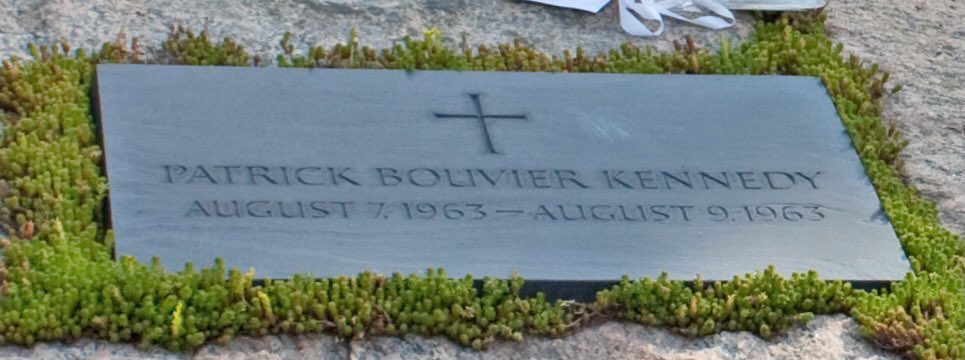 PATRICK BOUVIER KENNEDY
AUGUST 7, 1963 — AUGUST 9, 1963